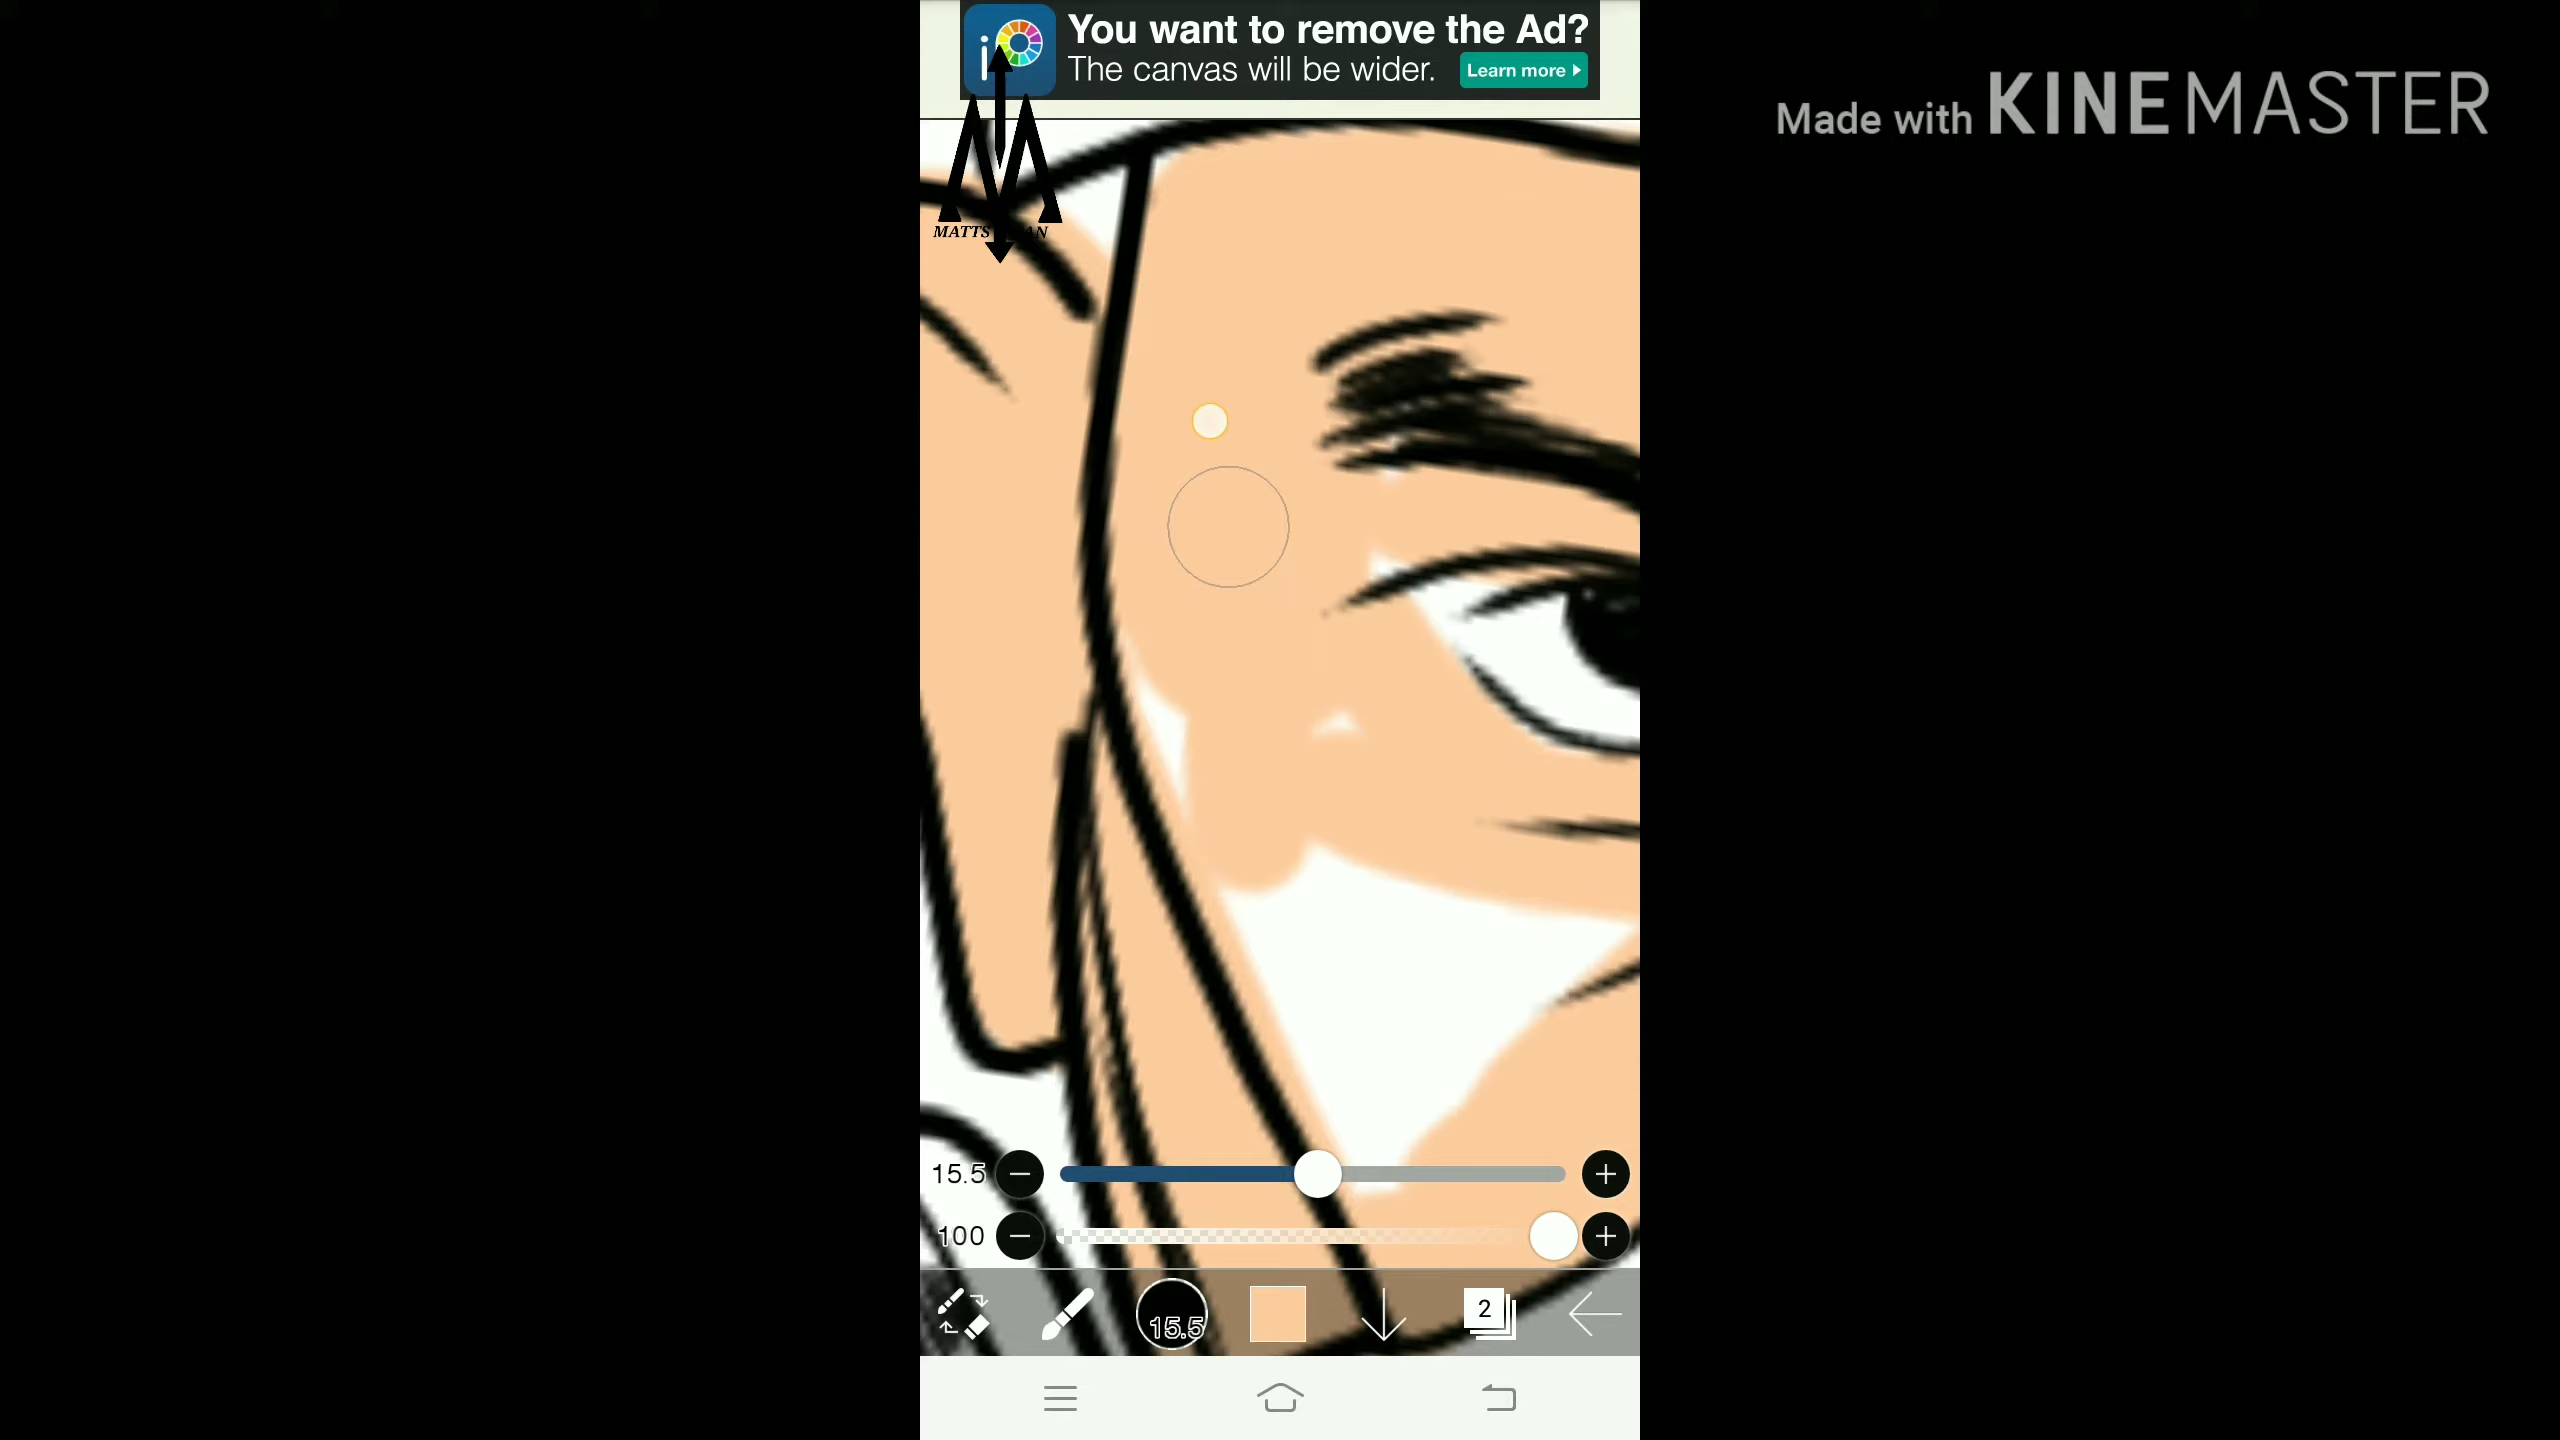 You want to remove the Ad?
The canvas will be wider.
Learn more
Made with KINEMASTER
MATTS
15.5
100
15.5
2